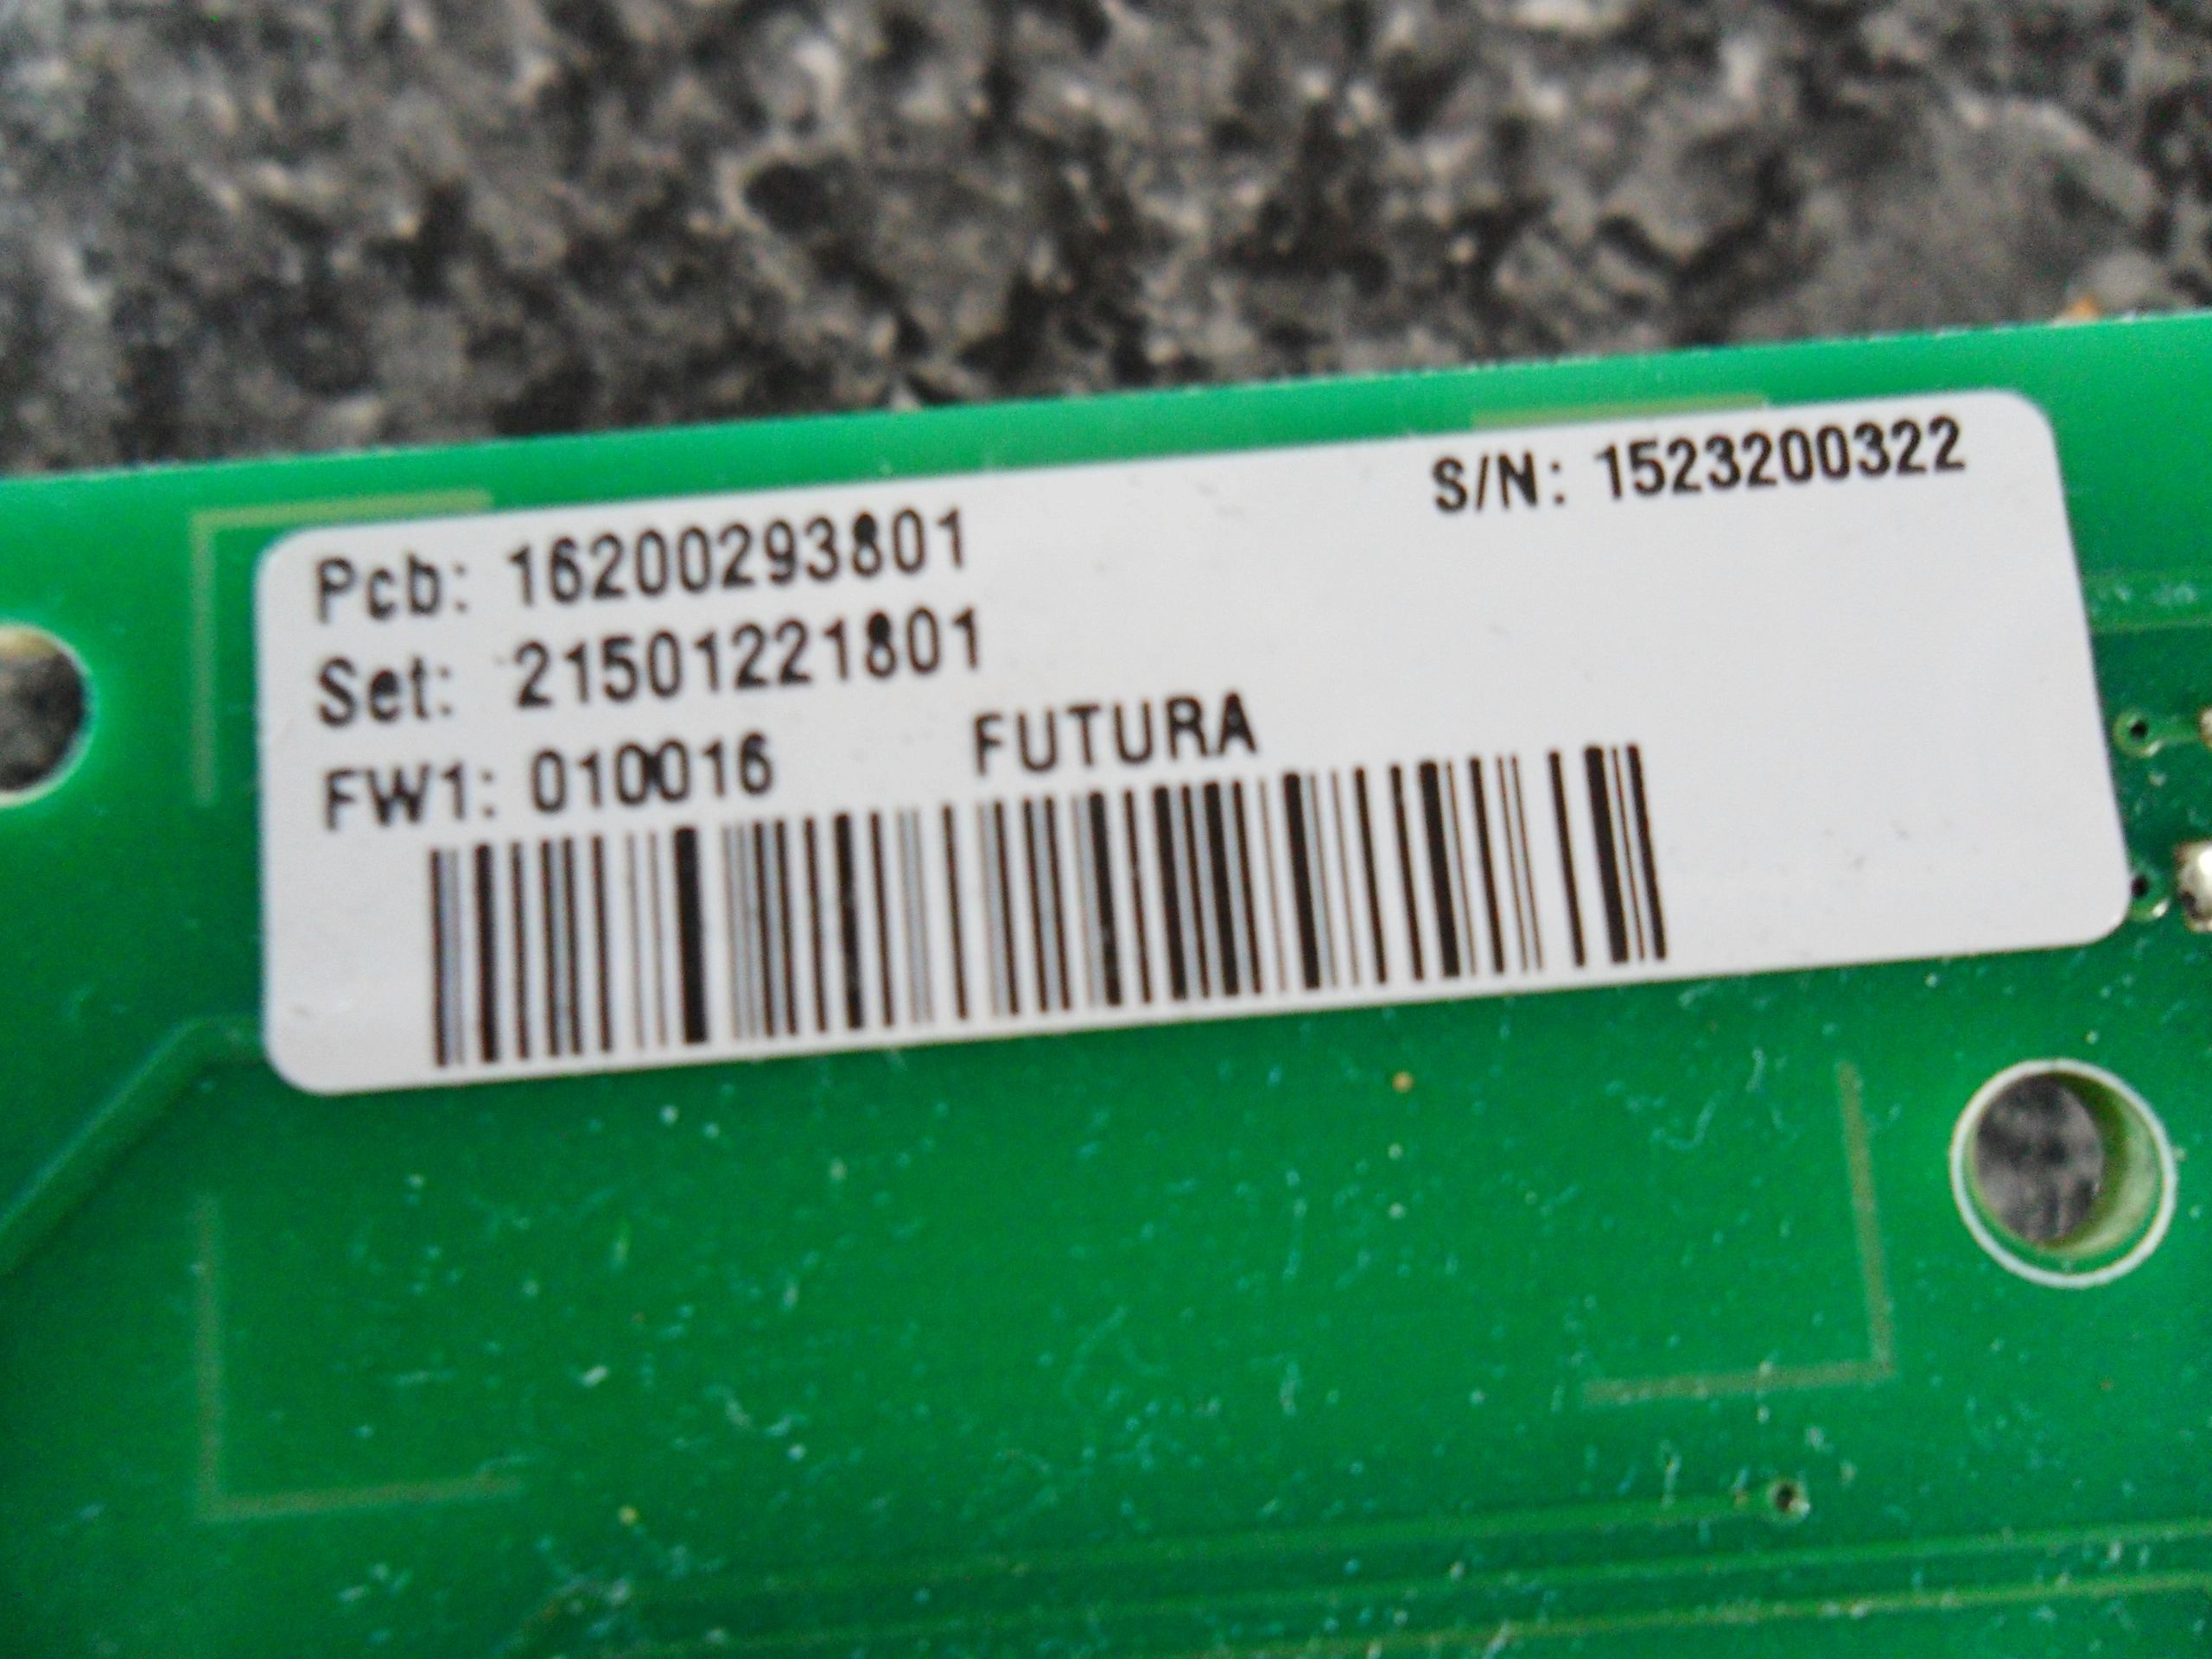 S/N: 1523200322
Pcb: 16200293801
Set: 21501221801
FW1: 010016 FUTURA